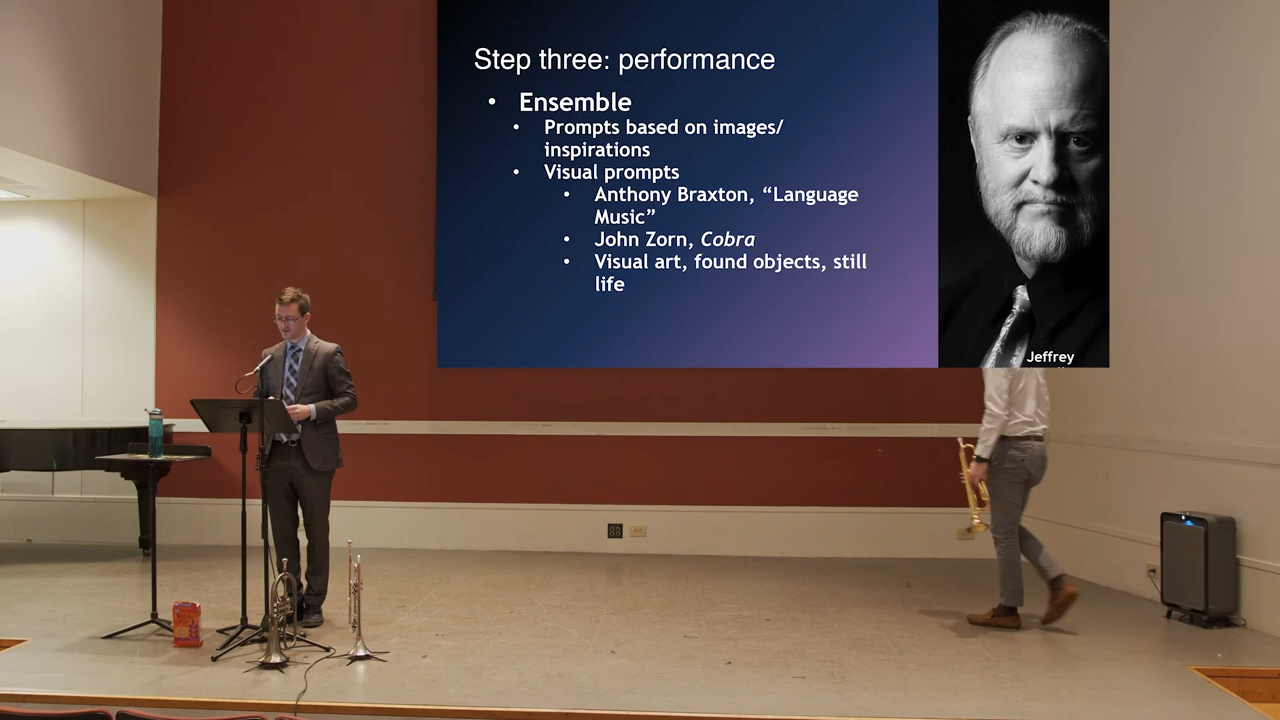 Step three: performance
• Ensemble
• Prompts based on images/
inspirations
• Visual prompts
• Anthony Braxton, “Language
Music”
• John Zorn, Cobra
• Visual art, found objects, still
life
Jeffrey